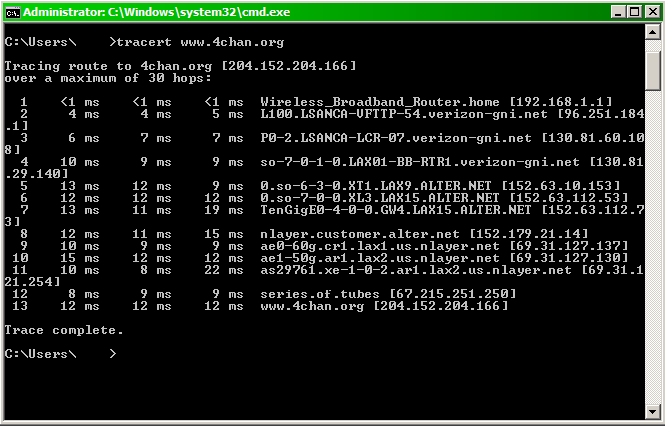 Administrator: C:\Windows\system32\cmd.exe
C:\Users\    >tracert www.4chan.org
Tracing route to 4chan.org [204.152.204.166]
over a maximum of 30 hops:
1    <1 ms    <1 ms    <1 ms  Wireless_Broadband_Router.home [192.168.1.1]
2     4 ms     4 ms     5 ms  L100.LSANCA-VFTTP-54.verizon-gni.net [96.251.184
.1]
3     6 ms     7 ms     7 ms  P0-2.LSANCA-LCR-07.verizon-gni.net [130.81.60.10
8]
4    10 ms     9 ms     9 ms  so-7-0-1-0.LAX01-BB-RTR1.verizon-gni.net [130.81
.29.140]
5    13 ms    12 ms     9 ms  0.so-6-3-0.XT1.LAX9.ALTER.NET [152.63.10.153]
6    12 ms    12 ms    12 ms  0.so-7-0-0.XL3.LAX15.ALTER.NET [152.63.112.53]
7    13 ms    11 ms    19 ms  TenGigE0-4-0-0.GW4.LAX15.ALTER.NET [152.63.112.7
3]
8    12 ms    11 ms    15 ms  nlayer.customer.alter.net [152.179.21.14]
9    10 ms     9 ms     9 ms  ae0-60g.cr1.lax1.us.nlayer.net [69.31.127.137]
10    15 ms    12 ms    12 ms  ae1-50g.ar1.lax2.us.nlayer.net [69.31.127.130]
11    10 ms     8 ms    22 ms  as29761.xe-1-0-2.ar1.lax2.us.nlayer.net [69.31.1
21.254]
12     8 ms     9 ms     9 ms  series.of.tubes [67.215.251.250]
13    12 ms    12 ms    12 ms  www.4chan.org [204.152.204.166]
Trace complete.
C:\Users\    >